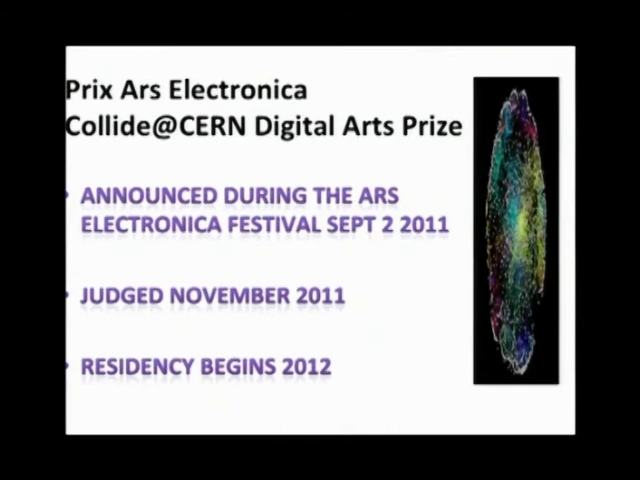 Prix Ars Electronica
Collide@CERN Digital Arts Prize
• ANNOUNCED DURING THE ARS
ELECTRONICA FESTIVAL SEPT 2 2011
• JUDGED NOVEMBER 2011
• RESIDENCY BEGINS 2012